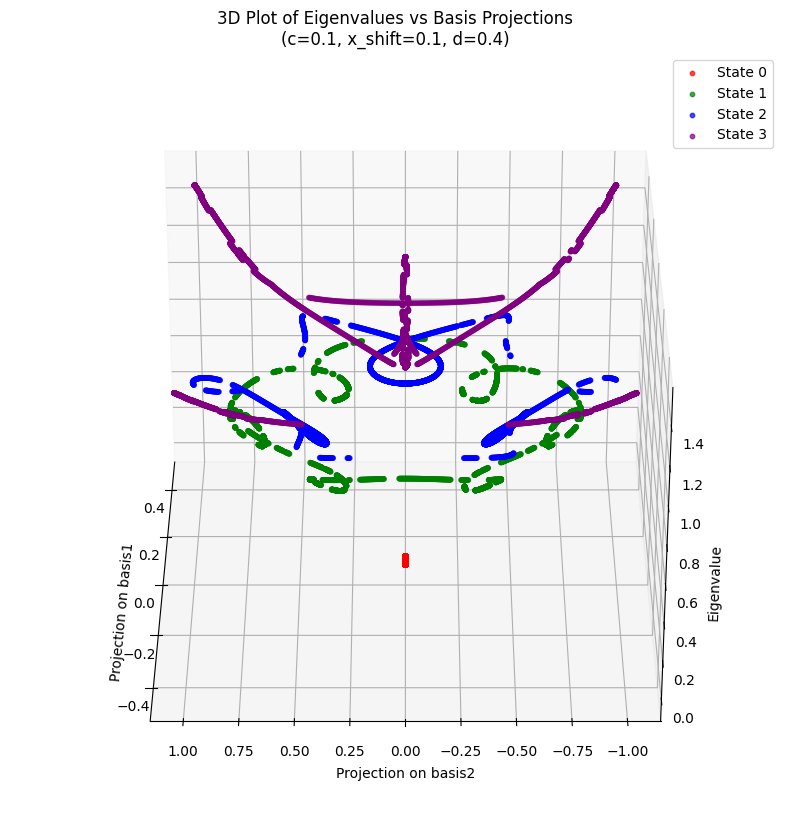 3D Plot of Eigenvalues vs Basis Projections
(c=0.1, x_shift=0.1, d=0.4)
State 0
State 1
State 2
State 3
1.4
1.2
1.0
0.8
0.6
0.4
0.2
0.0
Eigenvalue
0.4
0.2
0.0
−0.2
−0.4
Projection on basis1
1.00
0.75
0.50
0.25
0.00
−0.25
−0.50
−0.75
−1.00
Projection on basis2